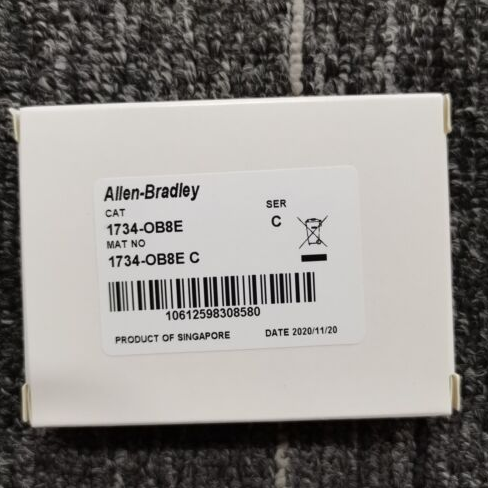 Allen-Bradley
CAT
SER
1734-OB8E
C
MAT NO
1734-OB8E C
10612598308580
PRODUCT OF SINGAPORE
DATE 2020/11/20